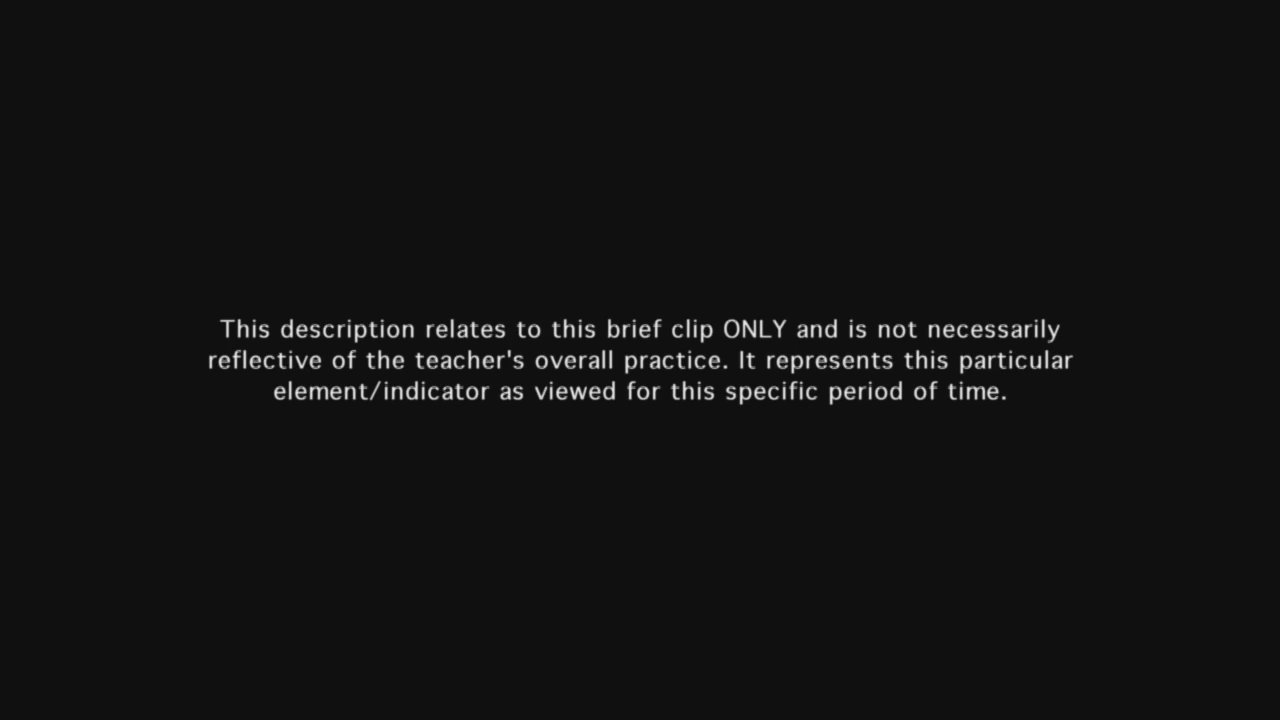 This description relates to this brief clip ONLY and is not necessarily
reflective of the teacher's overall practice. It represents this particular
element/indicator as viewed for this specific period of time.